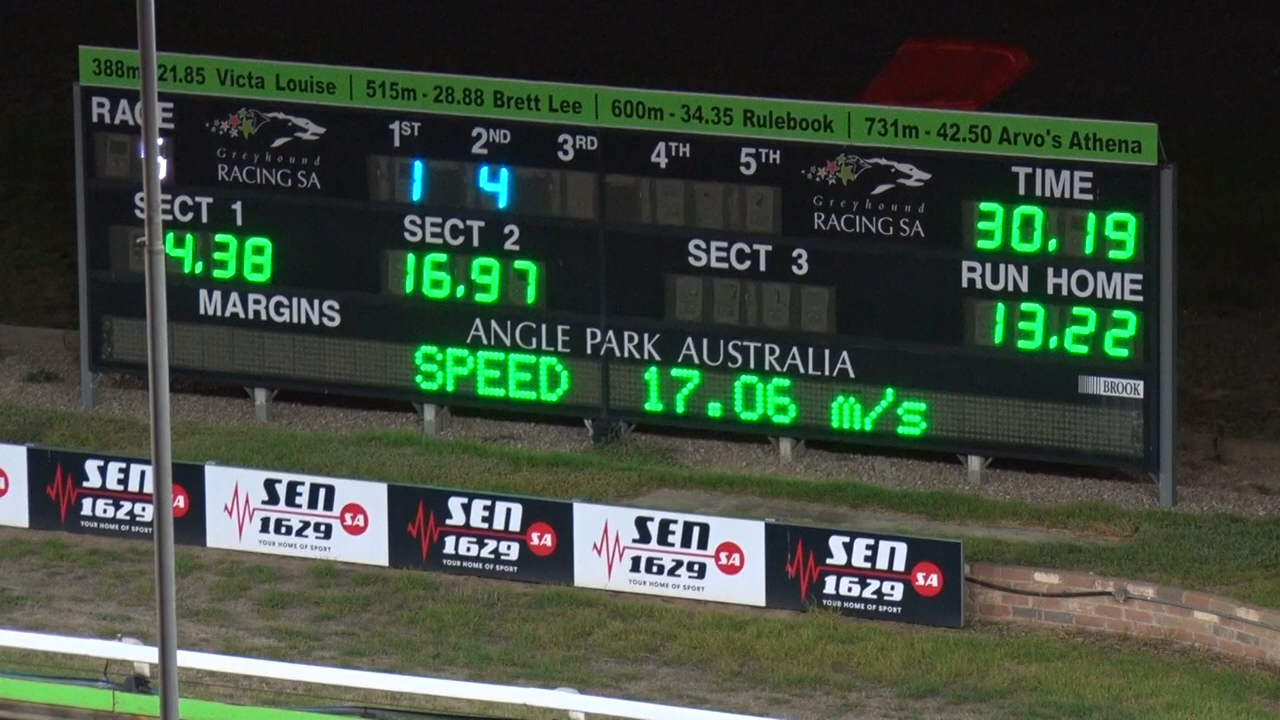 388m 21.85 Victa Louise | 515m - 28.88 Brett Lee | 600m - 34.35 Rulebook | 731m - 42.50 Arvo's Athena
RACE
Greyhound
RACING SA
1ST 2ND 3RD 4TH 5TH
1 4
Greyhound
RACING SA
TIME
30.19
SECT 1
4.38
SECT 2
16.97
SECT 3
RUN HOME
13.22
MARGINS
ANGLE PARK AUSTRALIA
SPEED 17.06 m/s
BROOK
SEN
1629 SA
YOUR HOME OF SPORT
SEN
1629 SA
YOUR HOME OF SPORT
SEN
1629 SA
YOUR HOME OF SPORT
SEN
1629 SA
YOUR HOME OF SPORT
SEN
1629 SA
YOUR HOME OF SPORT